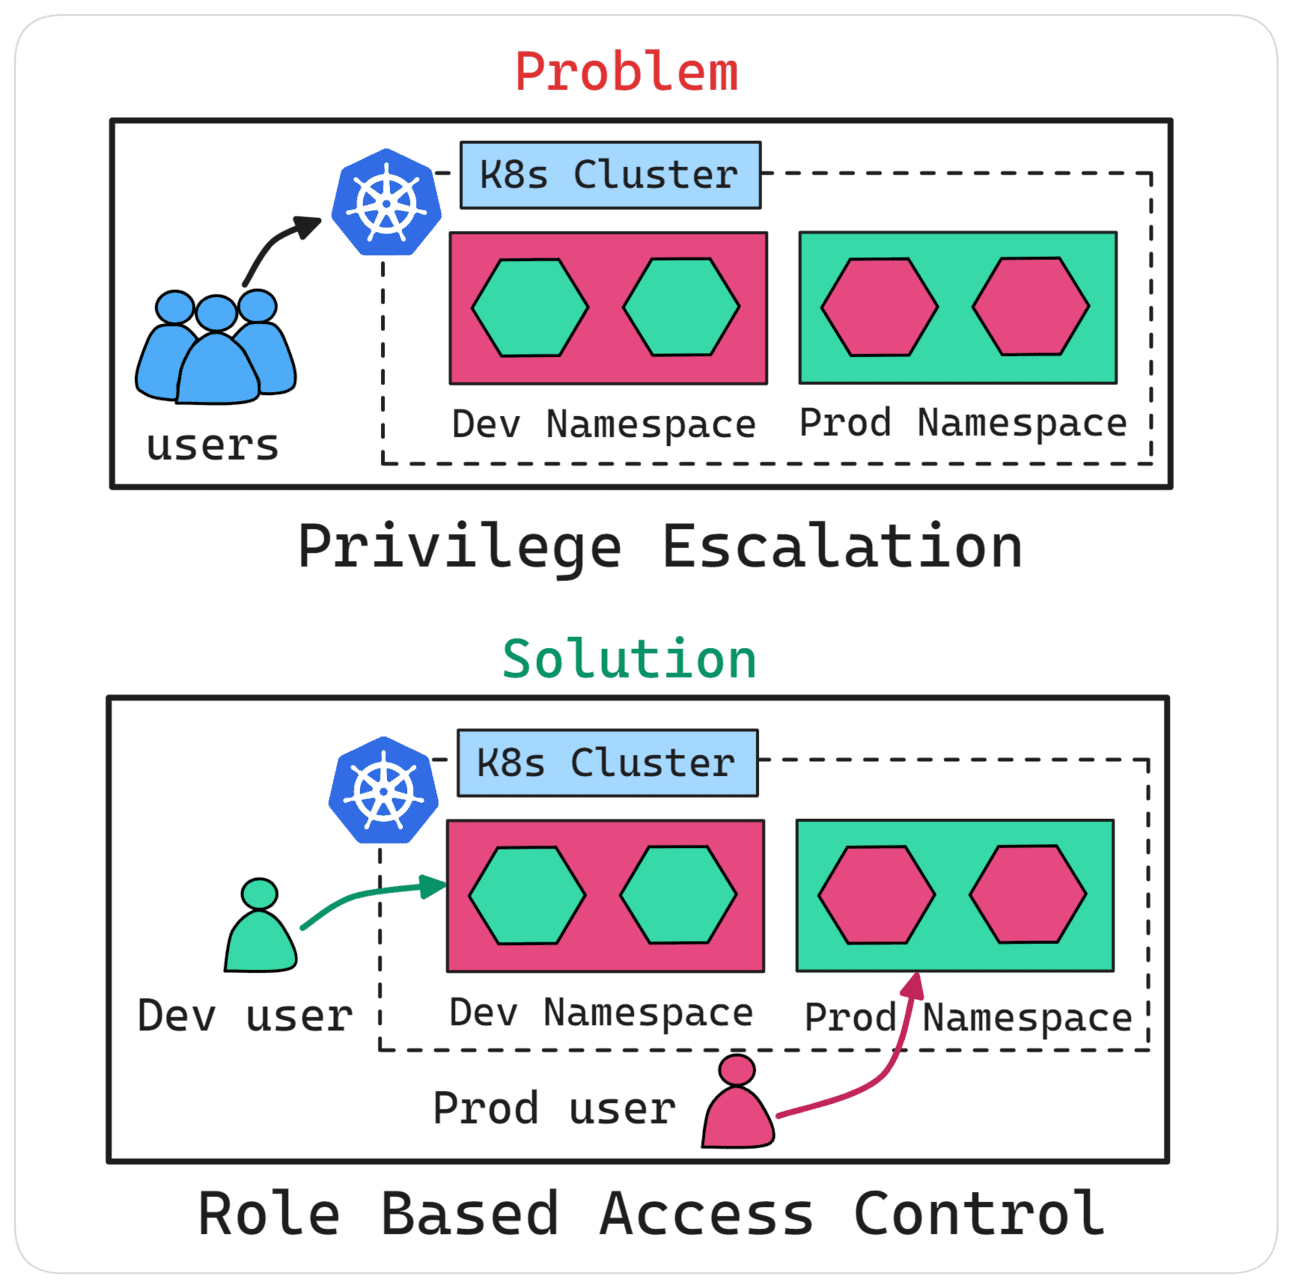 Problem
K8s Cluster
Dev Namespace
Prod Namespace
users
Privilege Escalation
Solution
K8s Cluster
Dev Namespace
Prod Namespace
Dev user
Prod user
Role Based Access Control